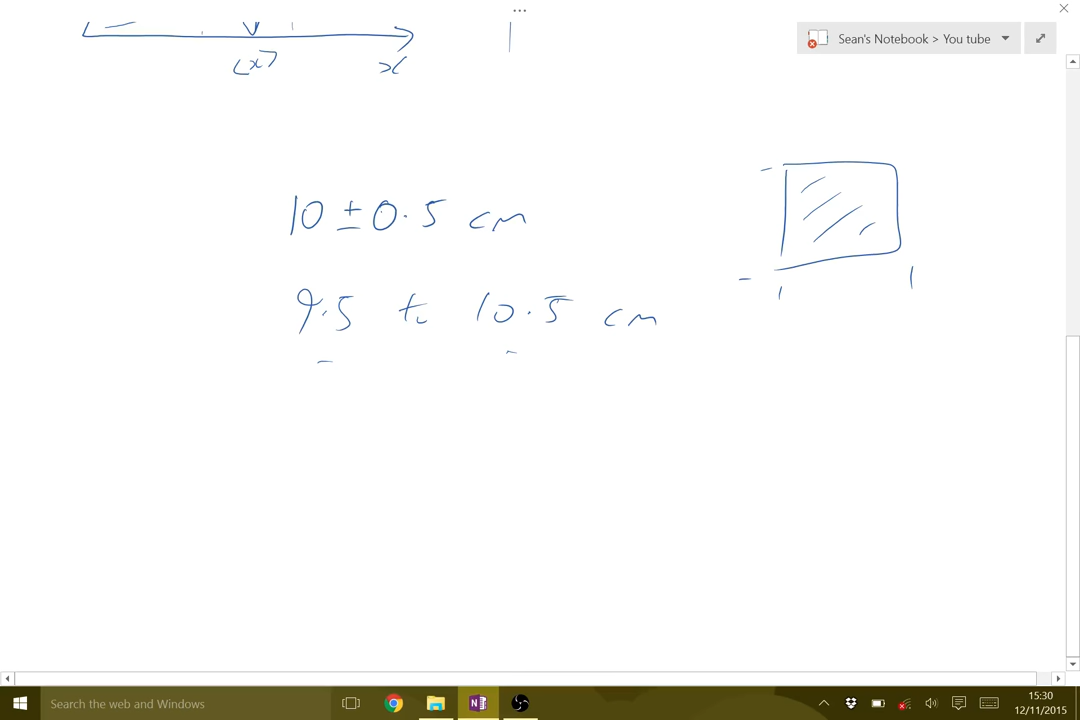 ...
Sean's Notebook > You tube
⟨x⟩
x
10 ± 0.5 cm
9.5 to 10.5 cm
Search the web and Windows
N
15:30
12/11/2015